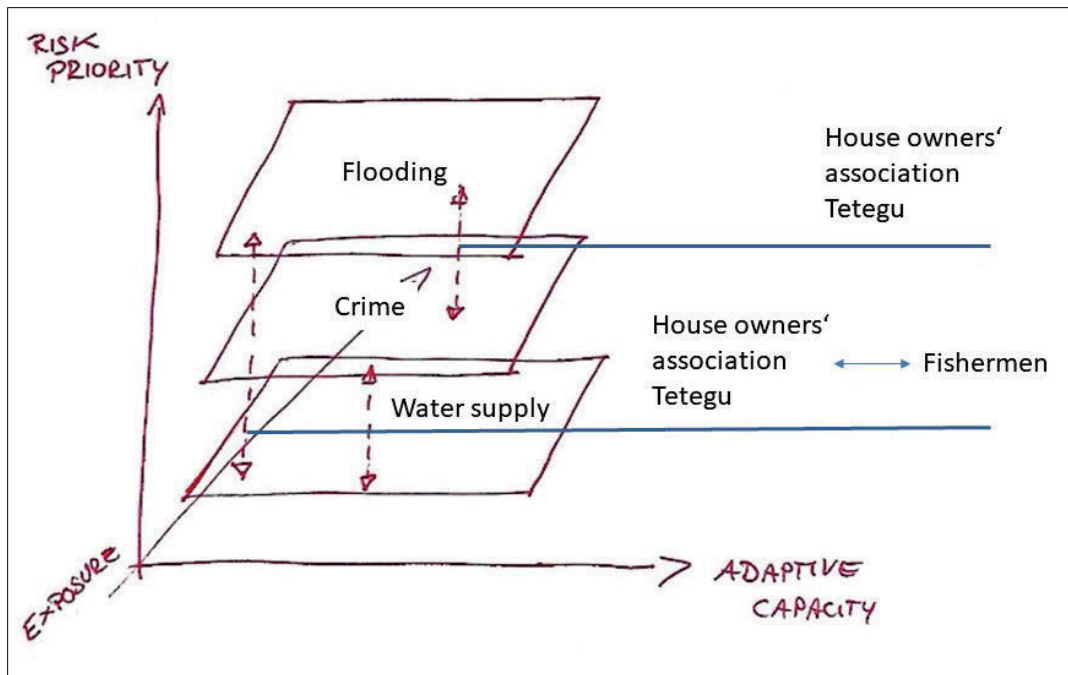 RISK
PRIORITY
Flooding
House owners‘
association
Tetegu
Crime
House owners‘
association
Tetegu
Fishermen
Water supply
EXPOSURE
ADAPTIVE
CAPACITY